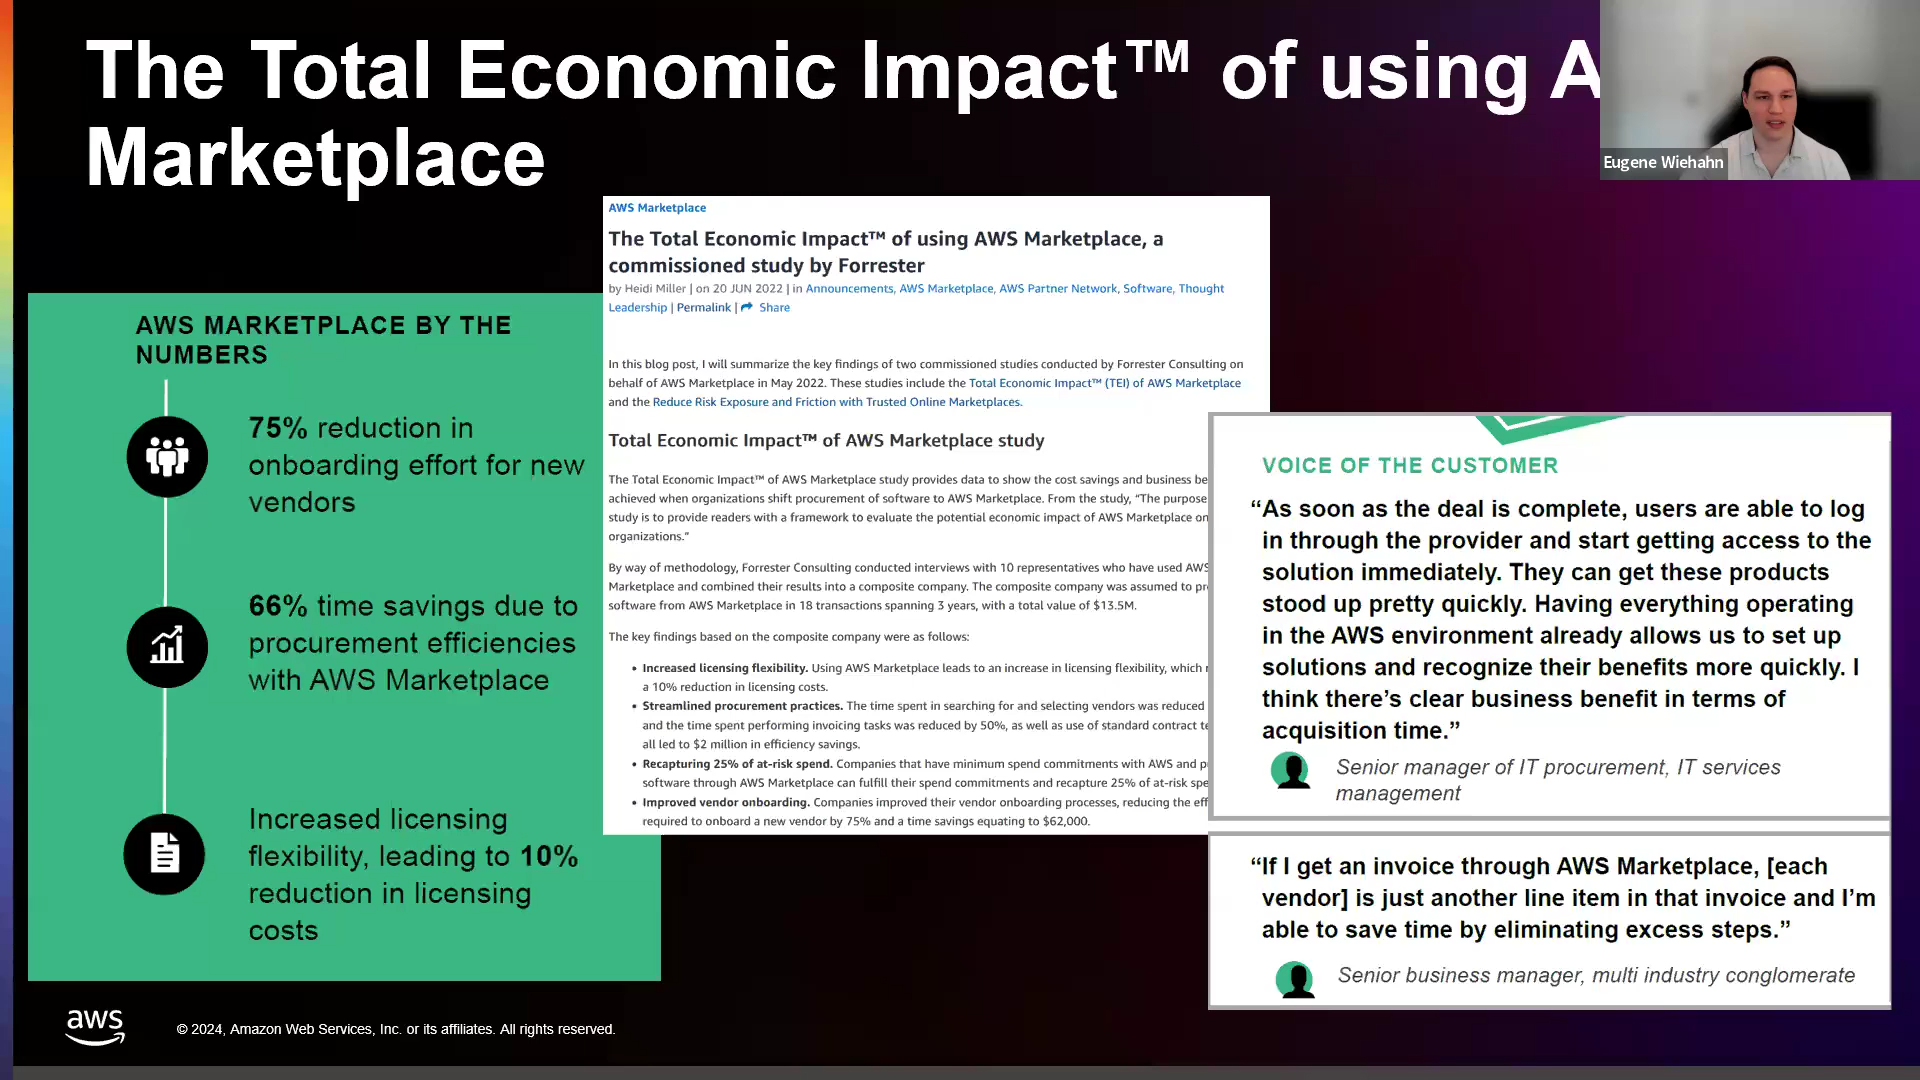 The Total Economic Impact™ of using A
Marketplace
Eugene Wiehahn
AWS MARKETPLACE BY THE
NUMBERS
75% reduction in
onboarding effort for new
vendors
66% time savings due to
procurement efficiencies
with AWS Marketplace
Increased licensing
flexibility, leading to 10%
reduction in licensing
costs
AWS Marketplace
The Total Economic Impact™ of using AWS Marketplace, a
commissioned study by Forrester
by Heidi Miller | on 20 JUN 2022 | in Announcements, AWS Marketplace, AWS Partner Network, Software, Thought
Leadership | Permalink | Share
In this blog post, I will summarize the key findings of two commissioned studies conducted by Forrester Consulting on
behalf of AWS Marketplace in May 2022. These studies include the Total Economic Impact™ (TEI) of AWS Marketplace
and the Reduce Risk Exposure and Friction with Trusted Online Marketplaces.
Total Economic Impact™ of AWS Marketplace study
The Total Economic Impact™ of AWS Marketplace study provides data to show the cost savings and business be
achieved when organizations shift procurement of software to AWS Marketplace. From the study, “The purpose
study is to provide readers with a framework to evaluate the potential economic impact of AWS Marketplace on
organizations.”
By way of methodology, Forrester Consulting conducted interviews with 10 representatives who have used AWS
Marketplace and combined their results into a composite company. The composite company was assumed to pr
software from AWS Marketplace in 18 transactions spanning 3 years, with a total value of $13.5M.
The key findings based on the composite company were as follows:
• Increased licensing flexibility. Using AWS Marketplace leads to an increase in licensing flexibility, which
a 10% reduction in licensing costs.
• Streamlined procurement practices. The time spent in searching for and selecting vendors was reduced
and the time spent performing invoicing tasks was reduced by 50%, as well as use of standard contract te
all led to $2 million in efficiency savings.
• Recapturing 25% of at-risk spend. Companies that have minimum spend commitments with AWS and p
software through AWS Marketplace can fulfill their spend commitments and recapture 25% of at-risk spe
• Improved vendor onboarding. Companies improved their vendor onboarding processes, reducing the eff
required to onboard a new vendor by 75% and a time savings equating to $62,000.
VOICE OF THE CUSTOMER
“As soon as the deal is complete, users are able to log
in through the provider and start getting access to the
solution immediately. They can get these products
stood up pretty quickly. Having everything operating
in the AWS environment already allows us to set up
solutions and recognize their benefits more quickly. I
think there’s clear business benefit in terms of
acquisition time.”
Senior manager of IT procurement, IT services
management
“If I get an invoice through AWS Marketplace, [each
vendor] is just another line item in that invoice and I’m
able to save time by eliminating excess steps.”
Senior business manager, multi industry conglomerate
aws
© 2024, Amazon Web Services, Inc. or its affiliates. All rights reserved.